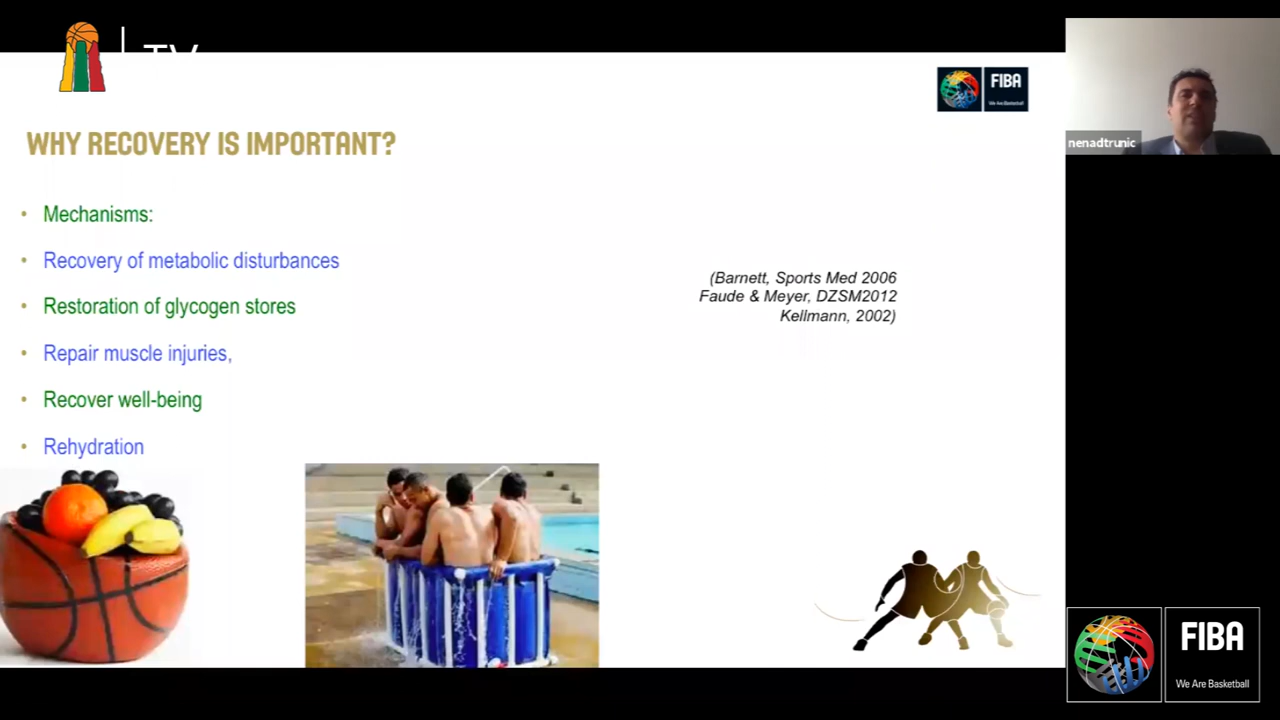 TV
FIBA
We Are Basketball
WHY RECOVERY IS IMPORTANT?
• Mechanisms:
• Recovery of metabolic disturbances
• Restoration of glycogen stores
• Repair muscle injuries,
• Recover well-being
• Rehydration
(Barnett, Sports Med 2006
Faude & Meyer, DZSM2012
Kellmann, 2002)
nenadtrunic
FIBA
We Are Basketball